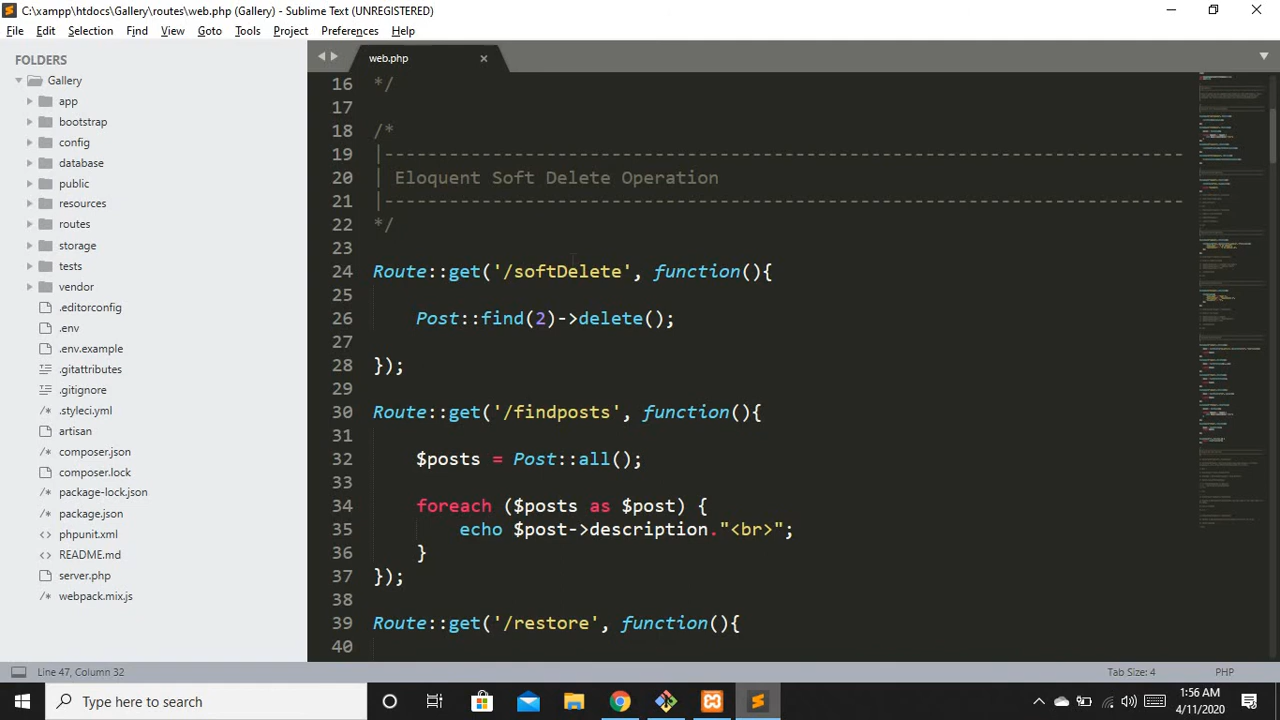 C:\xampp\htdocs\Gallery\routes\web.php (Gallery) - Sublime Text (UNREGISTERED)
File Edit Selection Find View Goto Tools Project Preferences Help
FOLDERS
Gallery
app
bootstrap
config
database
public
resources
routes
storage
tests
vendor
.editorconfig
.env
.env.example
.gitattributes
.gitignore
.styleci.yml
artisan
composer.json
composer.lock
package-lock.json
package.json
phpunit.xml
README.md
server.php
webpack.mix.js
web.php
16 */
17
18 /*
19 |--------------------------------------------------------------------------
20 | Eloquent Soft Delete Operation
21 |--------------------------------------------------------------------------
22 */
23
24 Route::get('/softDelete', function(){
25
26 Post::find(2)->delete();
27
28 });
29
30 Route::get('/findposts', function(){
31
32 $posts = Post::all();
33
34 foreach ($posts as $post) {
35 echo $post->description."<br>";
36 }
37 });
38
39 Route::get('/restore', function(){
40
Line 47, Column 32
Tab Size: 4
PHP
Type here to search
1:56 AM
4/11/2020